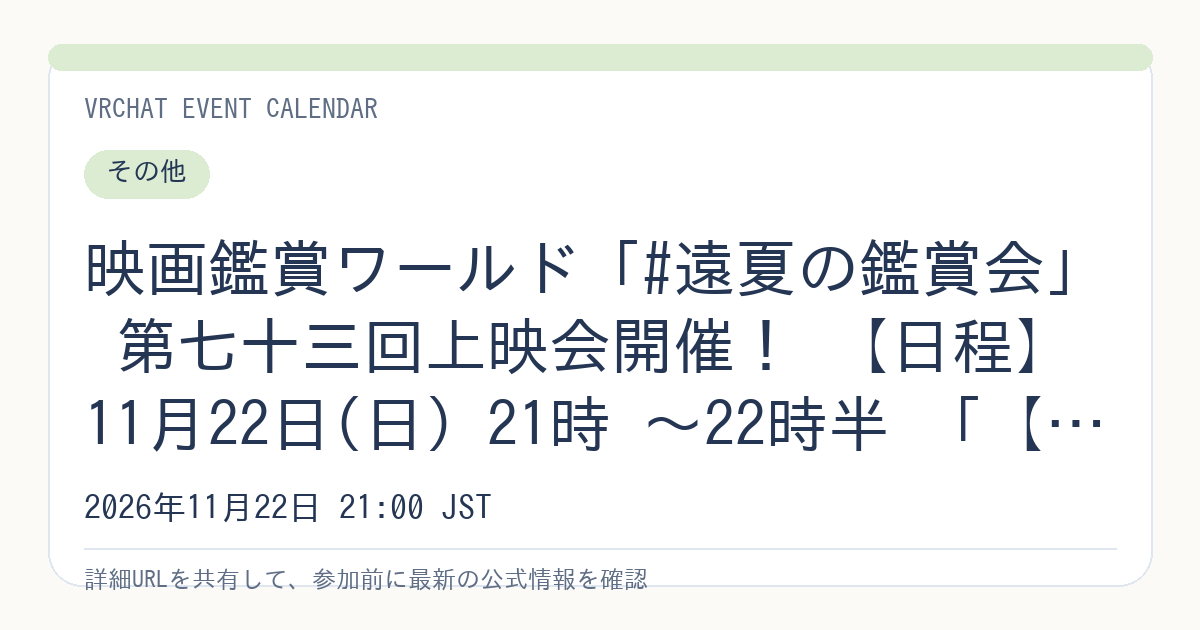 VRCHAT EVENT CALENDAR
その他
映画鑑賞ワールド「#遠夏の鑑賞会」
第七十三回上映会開催！ 【日程】
11月22日(日) 21時 〜22時半 「【…
2026年11月22日 21:00 JST
詳細URLを共有して、参加前に最新の公式情報を確認